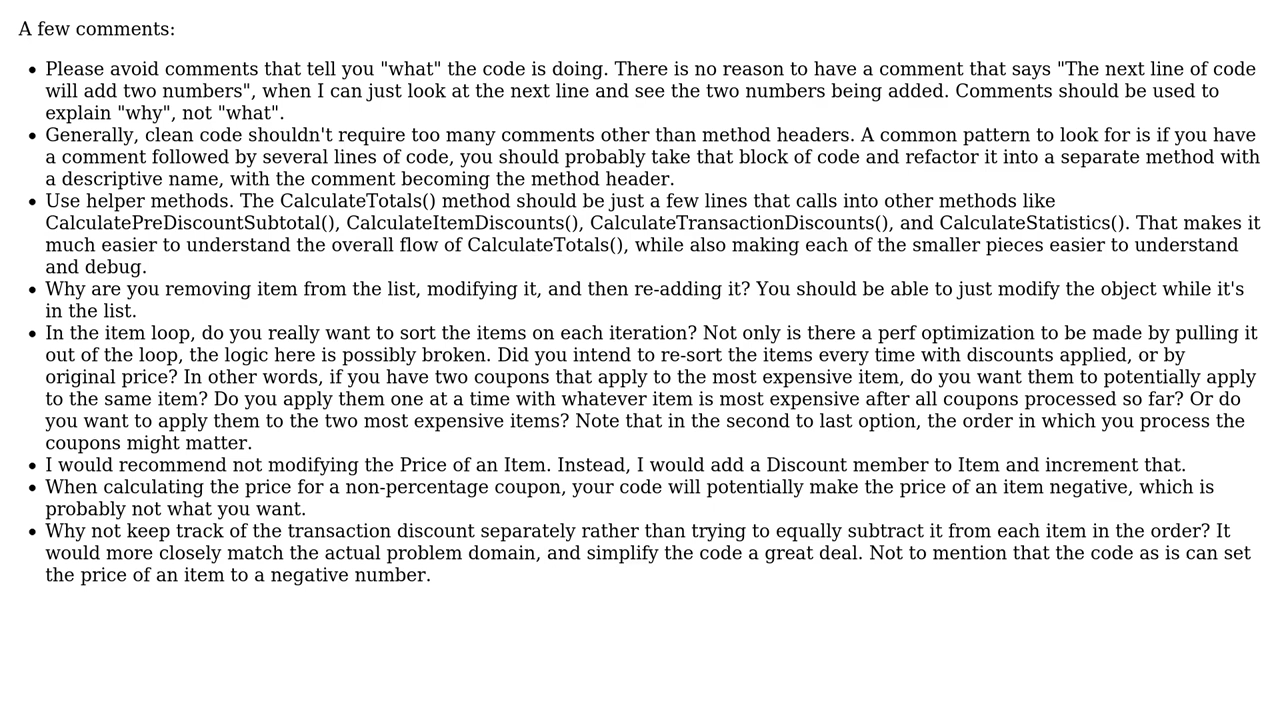 A few comments:
• Please avoid comments that tell you "what" the code is doing. There is no reason to have a comment that says "The next line of code
will add two numbers", when I can just look at the next line and see the two numbers being added. Comments should be used to
explain "why", not "what".
• Generally, clean code shouldn't require too many comments other than method headers. A common pattern to look for is if you have
a comment followed by several lines of code, you should probably take that block of code and refactor it into a separate method with
a descriptive name, with the comment becoming the method header.
• Use helper methods. The CalculateTotals() method should be just a few lines that calls into other methods like
CalculatePreDiscountSubtotal(), CalculateItemDiscounts(), CalculateTransactionDiscounts(), and CalculateStatistics(). That makes it
much easier to understand the overall flow of CalculateTotals(), while also making each of the smaller pieces easier to understand
and debug.
• Why are you removing item from the list, modifying it, and then re-adding it? You should be able to just modify the object while it's
in the list.
• In the item loop, do you really want to sort the items on each iteration? Not only is there a perf optimization to be made by pulling it
out of the loop, the logic here is possibly broken. Did you intend to re-sort the items every time with discounts applied, or by
original price? In other words, if you have two coupons that apply to the most expensive item, do you want them to potentially apply
to the same item? Do you apply them one at a time with whatever item is most expensive after all coupons processed so far? Or do
you want to apply them to the two most expensive items? Note that in the second to last option, the order in which you process the
coupons might matter.
• I would recommend not modifying the Price of an Item. Instead, I would add a Discount member to Item and increment that.
• When calculating the price for a non-percentage coupon, your code will potentially make the price of an item negative, which is
probably not what you want.
• Why not keep track of the transaction discount separately rather than trying to equally subtract it from each item in the order? It
would more closely match the actual problem domain, and simplify the code a great deal. Not to mention that the code as is can set
the price of an item to a negative number.